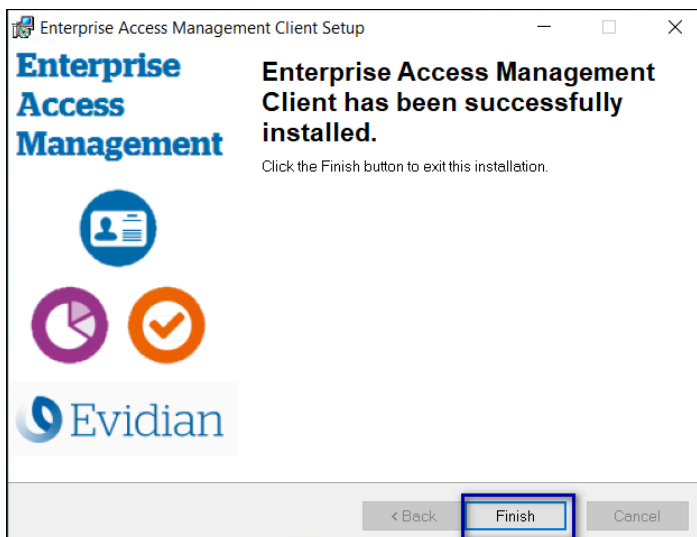 Enterprise Access Management Client Setup
Enterprise
Access
Management
Enterprise Access Management
Client has been successfully
installed.
Click the Finish button to exit this installation.
Evidian
< Back
Finish
Cancel